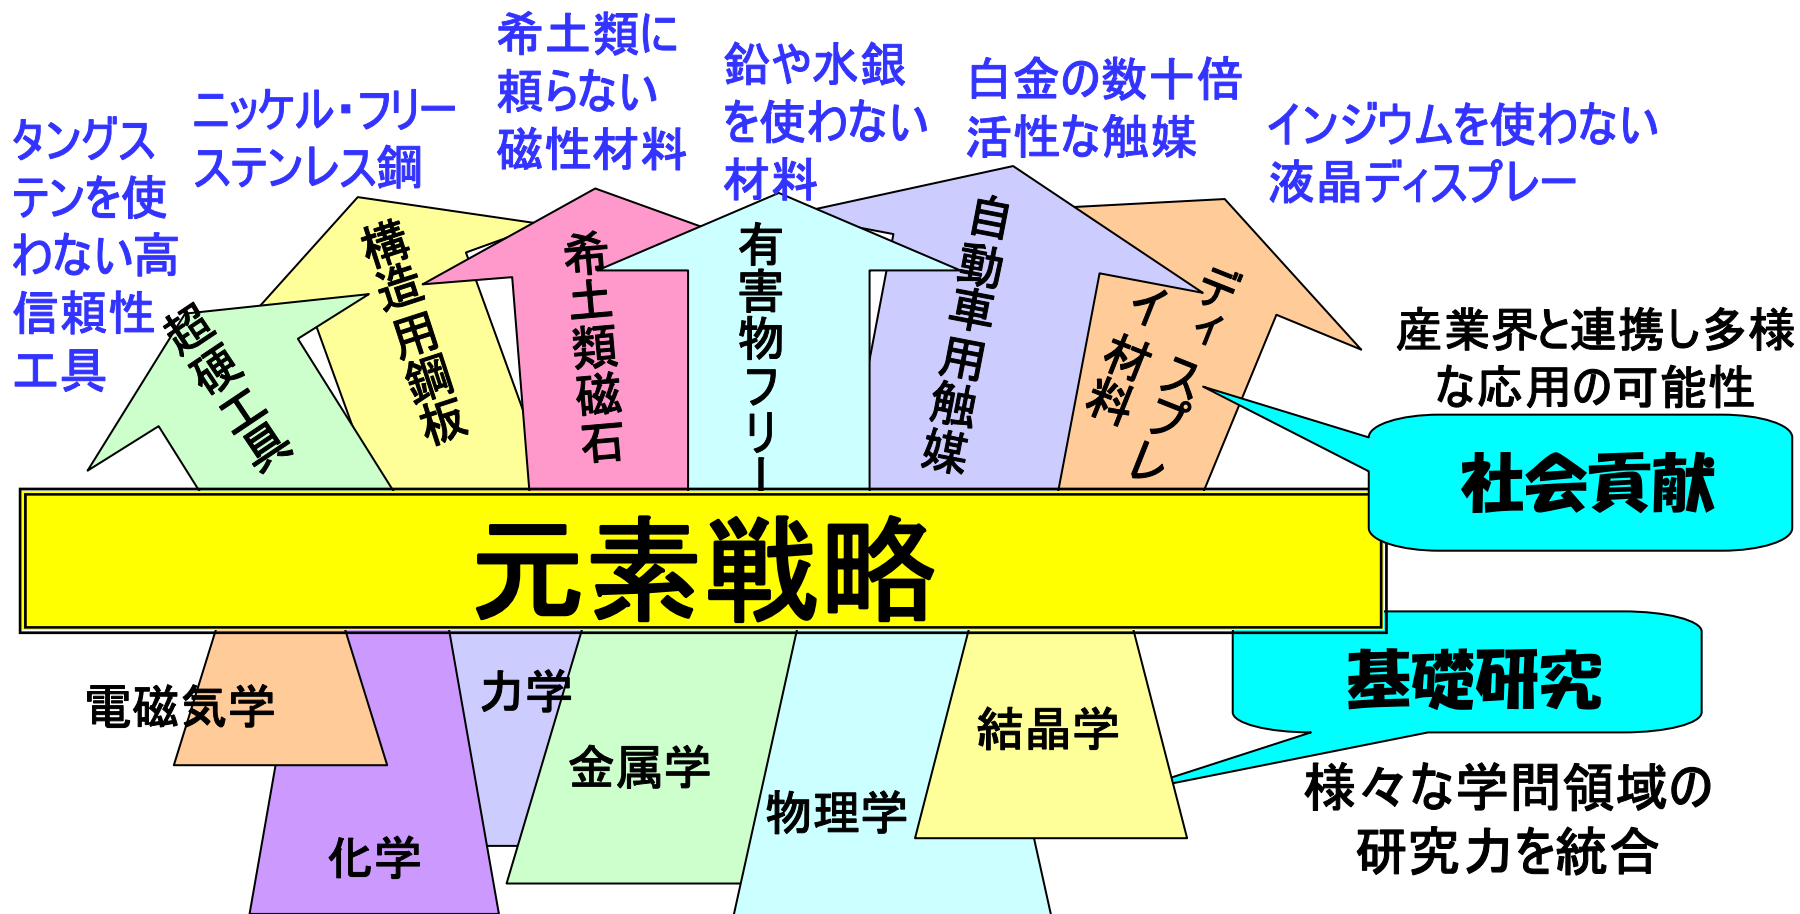 タングス
テンを使
わない高
信頼性
工具
ニッケル・フリー
ステンレス鋼
希土類に
頼らない
磁性材料
鉛や水銀
を使わない
材料
白金の数十倍
活性な触媒
インジウムを使わない
液晶ディスプレー
超硬工具
構造用鋼板
希土類磁石
有害物フリー
自動車用触媒
ディスプレ
イ材料
産業界と連携し多様
な応用の可能性
社会貢献
元素戦略
基礎研究
様々な学問領域の
研究力を統合
電磁気学
化学
力学
金属学
物理学
結晶学